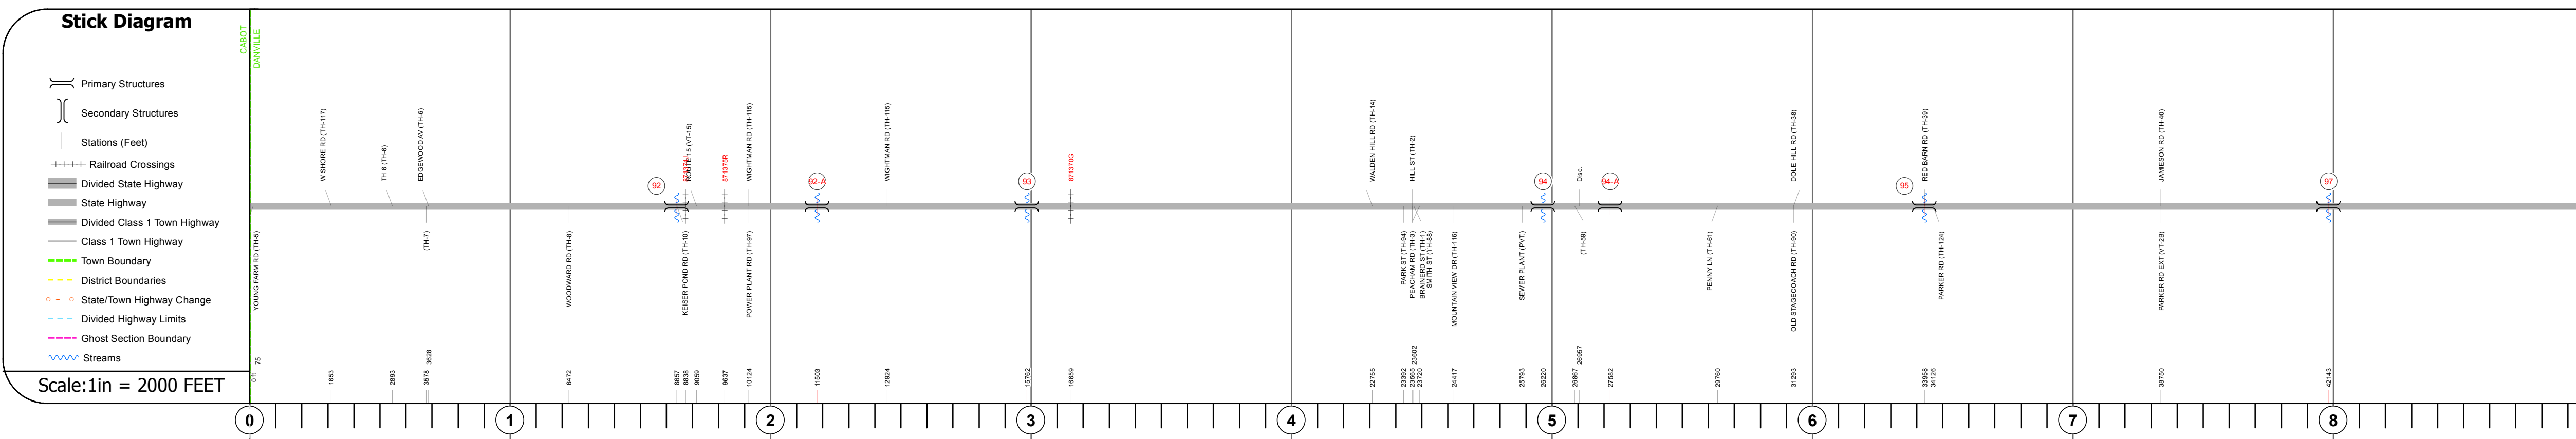 Stick Diagram
Primary Structures
Secondary Structures
Stations (Feet)
Railroad Crossings
Divided State Highway
State Highway
Divided Class 1 Town Highway
Class 1 Town Highway
Town Boundary
District Boundaries
State/Town Highway Change
Divided Highway Limits
Ghost Section Boundary
Streams
Scale:1in = 2000 FEET
CABOT
DANVILLE
W SHORE RD (TH-117)
TH 6 (TH-6)
EDGEWOOD AV (TH-6)
92
ROUTE 15 (VT-15)
871375R
WIGHTMAN RD (TH-115)
92-A
WIGHTMAN RD (TH-115)
93
871370G
WALDEN HILL RD (TH-14)
HILL ST (TH-2)
94
Disc.
94-A
DOLE HILL RD (TH-38)
95
RED BARN RD (TH-39)
JAMIESON RD (TH-40)
97
YOUNG FARM RD (TH-5)
(TH-7)
WOODWARD RD (TH-8)
KEISER POND RD (TH-10)
POWER PLANT RD (TH-97)
PARK ST (TH-94)
PEACHAM RD (TH-3)
BRAINERD ST (TH-1)
SMITH ST (TH-88)
MOUNTAIN VIEW DR (TH-116)
SEWER PLANT (PVT.)
(TH-59)
PENNY LN (TH-61)
OLD STAGECOACH RD (TH-90)
PARKER RD (TH-124)
PARKER RD EXT (VT-2B)
0 ft
75
1653
2893
3578
3628
6472
8657
8838
9059
9637
10124
11503
12924
15762
16659
22755
23392
23565
23602
23720
24417
25793
26220
26867
26957
27582
29760
31293
33958
34126
38750
42143
0
1
2
3
4
5
6
7
8